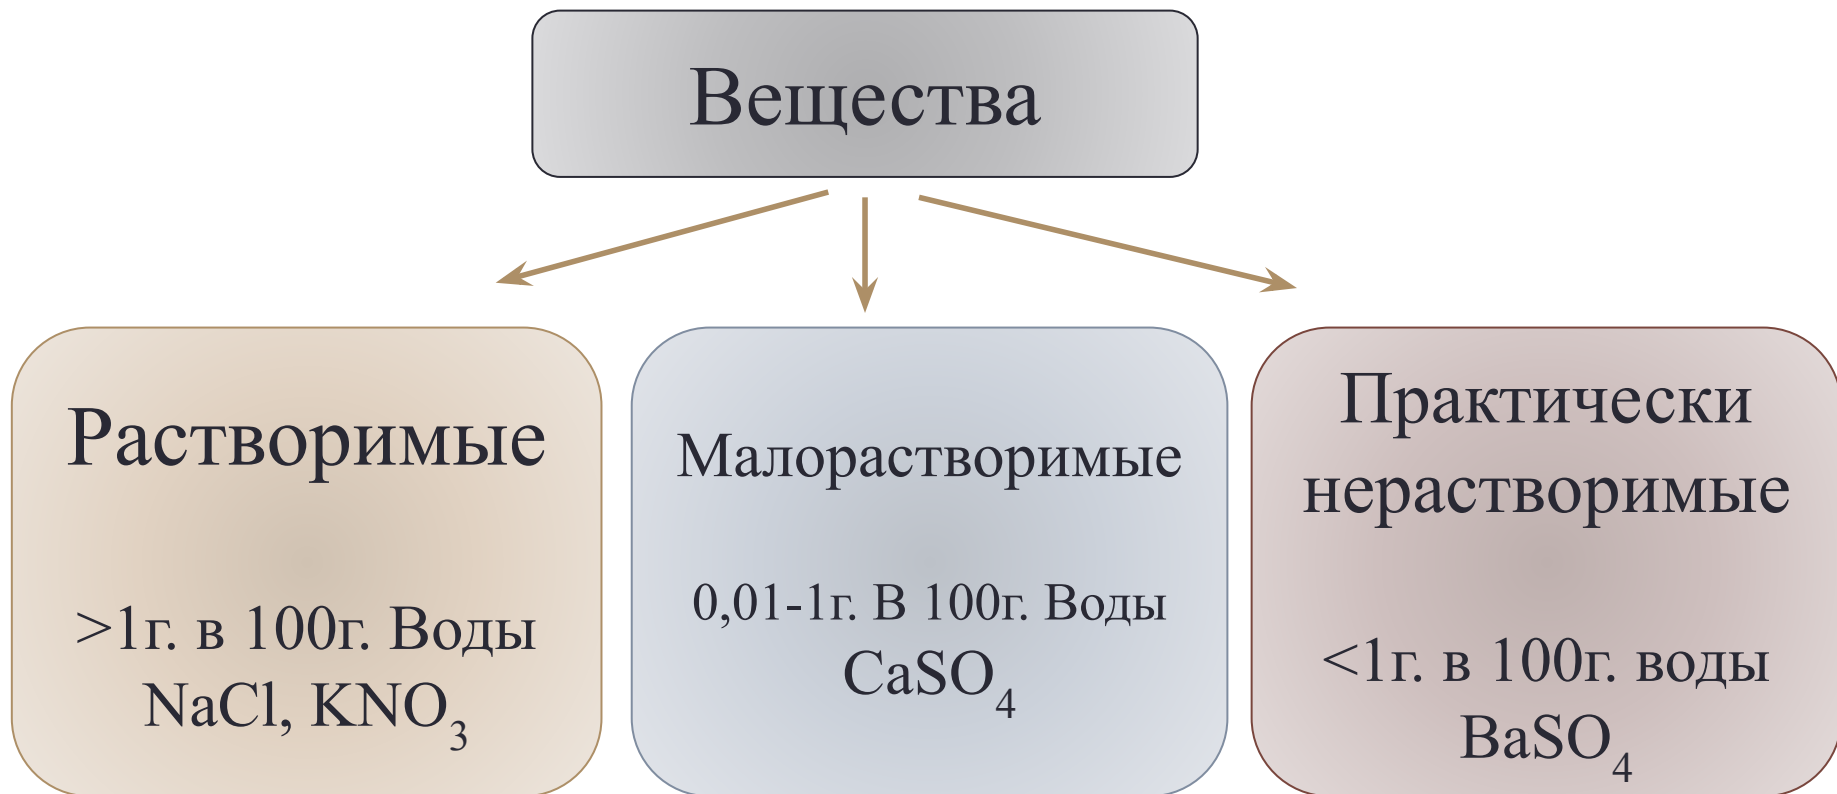 Вещества
Растворимые
>1г. в 100г. Воды
NaCl, KNO₃
Малорастворимые
0,01-1г. В 100г. Воды
CaSO₄
Практически
нерастворимые
<1г. в 100г. воды
BaSO₄